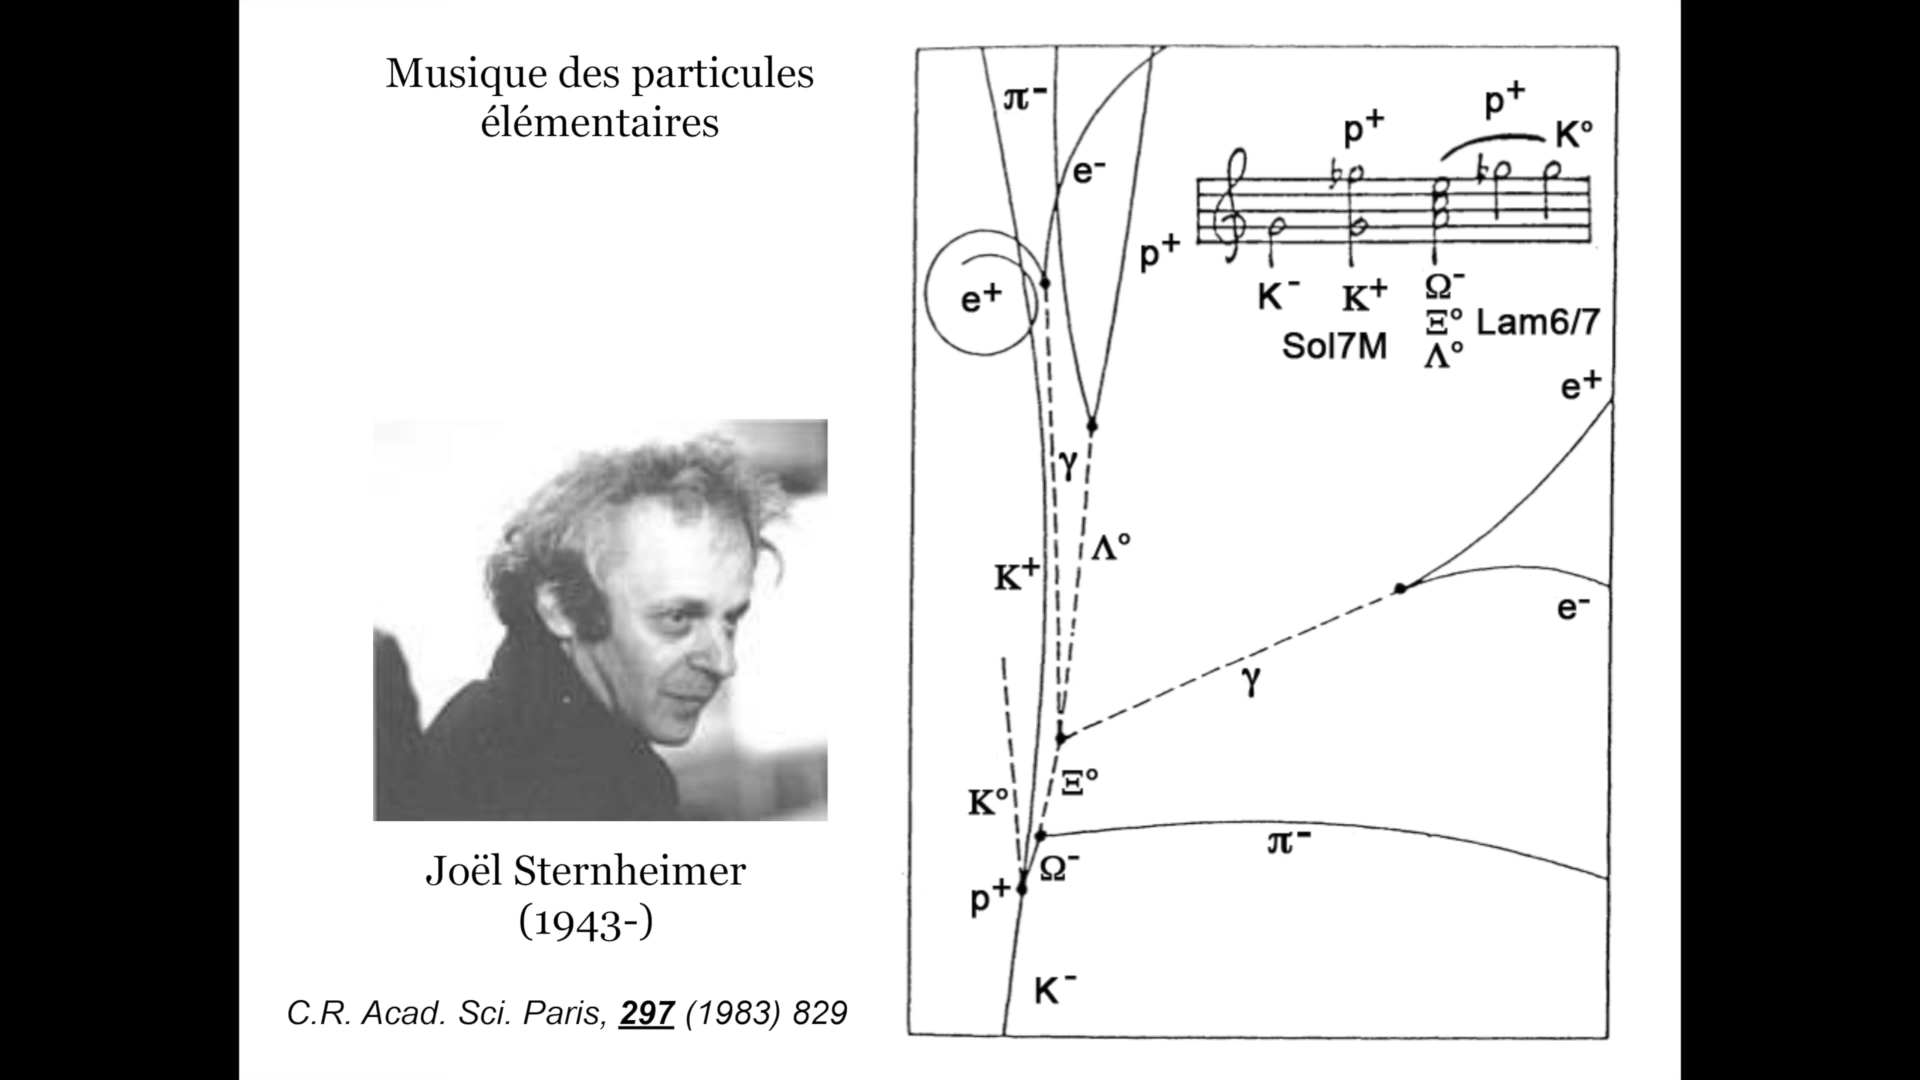 Musique des particules
élémentaires
Joël Sternheimer
(1943-)
C.R. Acad. Sci. Paris, 297 (1983) 829
π-
e-
e+
p+
p+
p+
K°
K-
K+
Sol7M
Ω-
Ξ°
Λ°
Lam6/7
e+
γ
Λ°
K+
e-
γ
K°
Ξ°
π-
Ω-
p+
K-